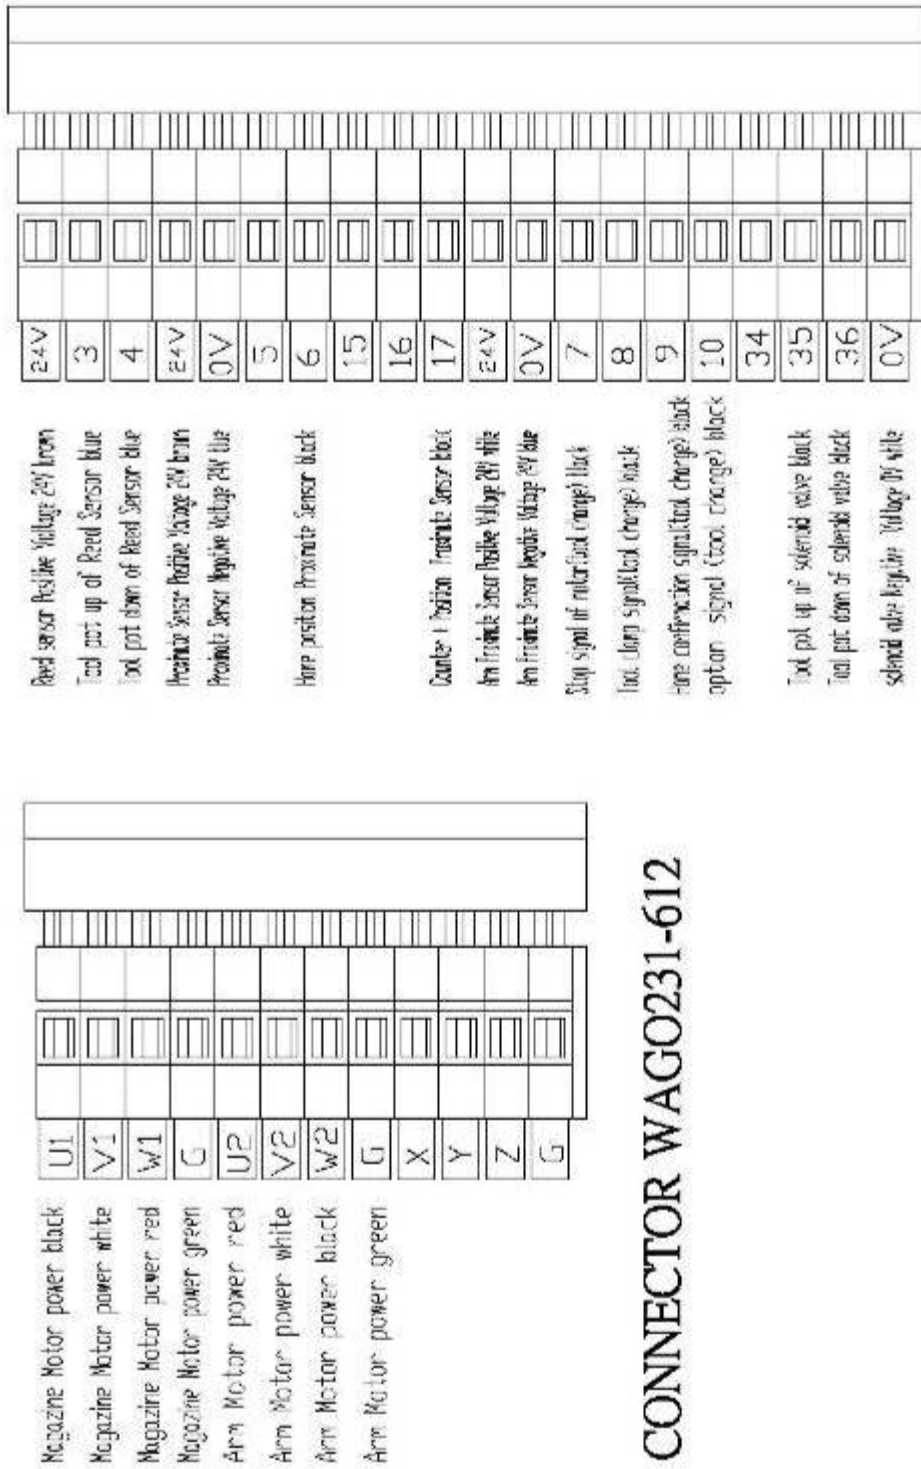 Magazine Motor power black U1
Magazine Motor power white V1
Magazine Motor power red W1
Magazine Motor power green G
Arm Motor power red U2
Arm Motor power white V2
Arm Motor power black W2
Arm Motor power green G
X
Y
Z
G
CONNECTOR WAGO231-612
Reed sensor Positive Voltage 24V brown 24V
Tool pot up of Reed Sensor blue 3
Tool pot down of Reed Sensor blue 4
Proximate Sensor Positive Voltage 24V brown 24V
Proximate Sensor Negative Voltage 24V blue 0V
5
Home position Proximate Sensor black 6
15
16
Counter Position Proximate Sensor black 17
Arm Proximate Sensor Positive Voltage 24V white 24V
Arm Proximate Sensor Negative Voltage 24V blue 0V
Stop signal of motor(tool change) black 7
Tool clamp signal(tool change) black 8
Home confirmation signal(tool change) black 9
option signal (tool change) black 10
34
Tool pot up of solenoid valve black 35
Tool pot down of solenoid valve black 36
solenoid valve Negative Voltage 0V white 0V